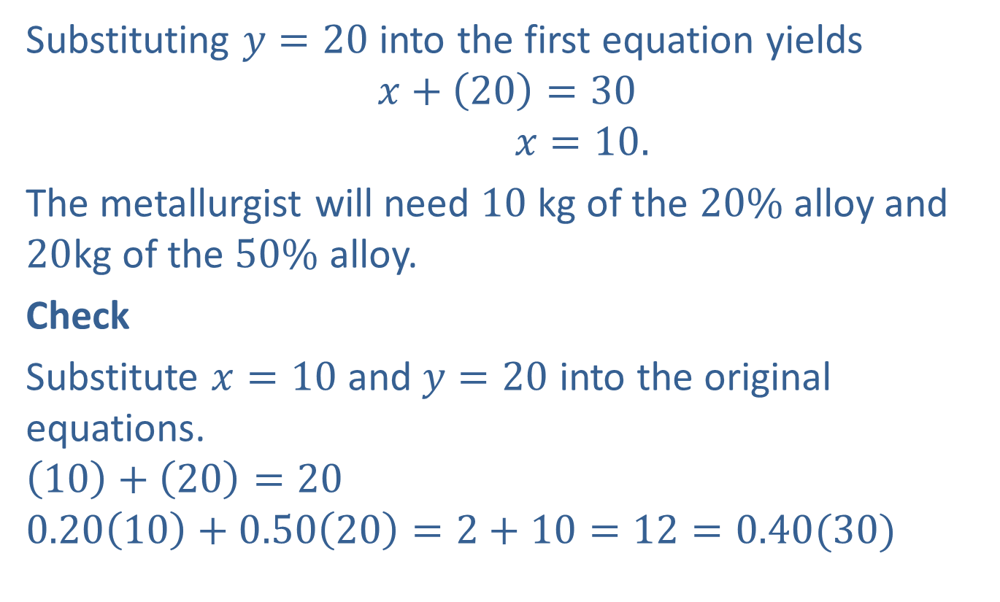 Substituting y = 20 into the first equation yields
x + (20) = 30
x = 10.
The metallurgist will need 10 kg of the 20% alloy and
20kg of the 50% alloy.
Check
Substitute x = 10 and y = 20 into the original
equations.
(10) + (20) = 20
0.20(10) + 0.50(20) = 2 + 10 = 12 = 0.40(30)